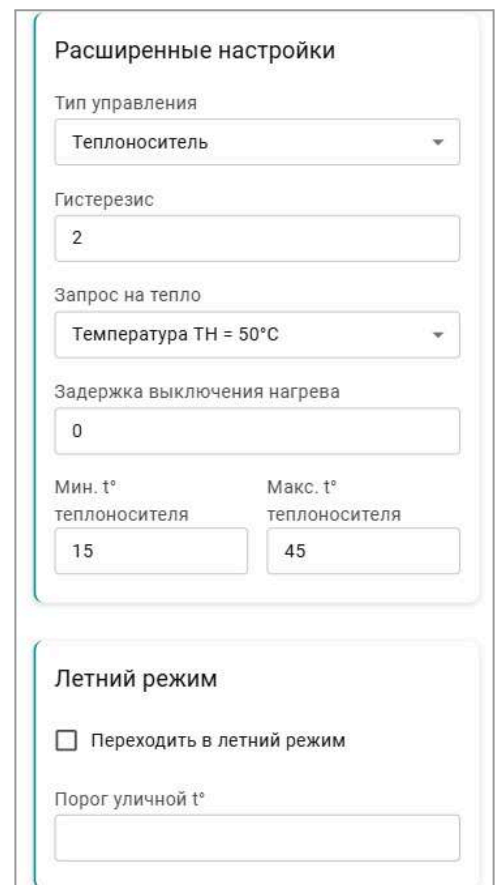 Расширенные настройки
Тип управления
Теплоноситель
Гистерезис
2
Запрос на тепло
Температура ТН = 50°C
Задержка выключения нагрева
0
Мин. t° Макс. t°
теплоносителя теплоносителя
15 45
Летний режим
Переходить в летний режим
Порог уличной t°